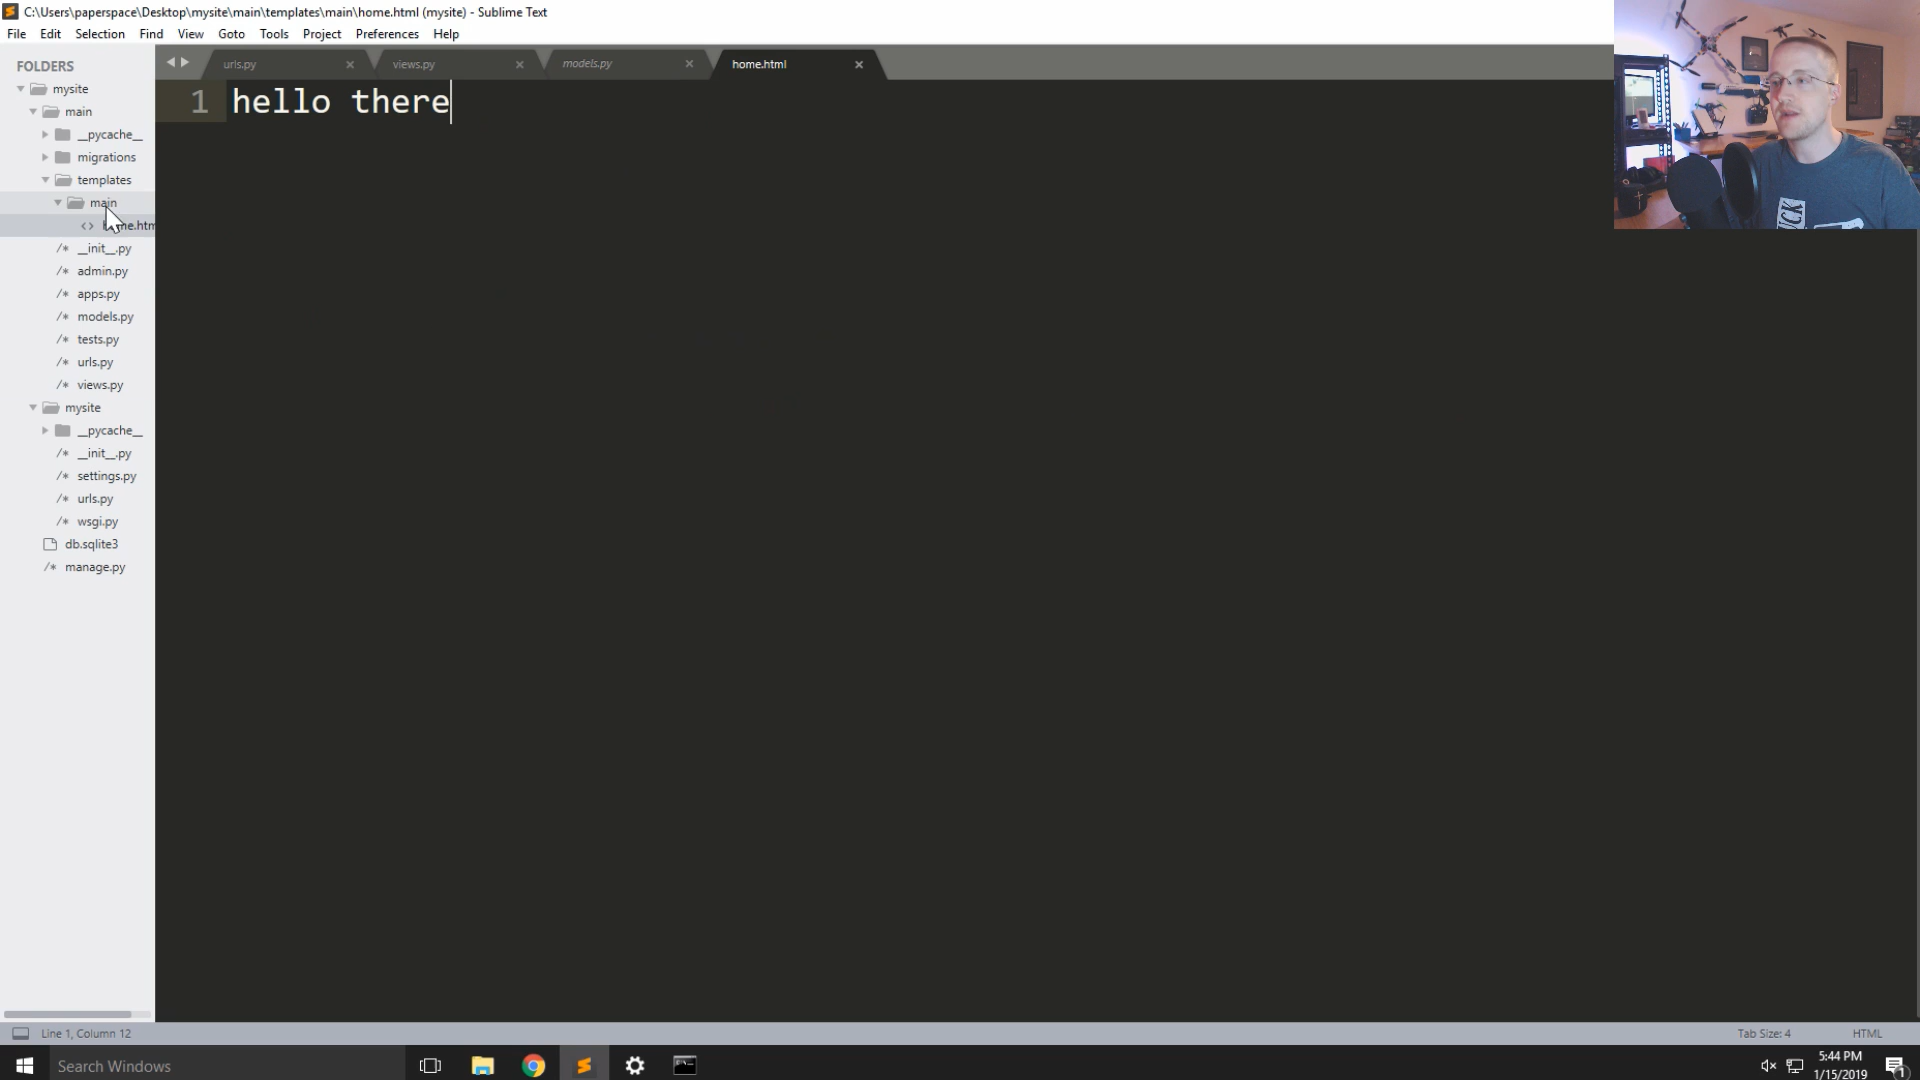 C:\Users\paperspace\Desktop\mysite\main\templates\main\home.html (mysite) - Sublime Text
File Edit Selection Find View Goto Tools Project Preferences Help
FOLDERS
urls.py
views.py
models.py
home.html
mysite
main
__pycache__
migrations
templates
main
__init__.py
admin.py
apps.py
models.py
tests.py
urls.py
views.py
mysite
__pycache__
__init__.py
settings.py
urls.py
wsgi.py
db.sqlite3
manage.py
1 hello there
Line 1, Column 12
Tab Size: 4
HTML
Search Windows
5:44 PM
1/15/2019
1